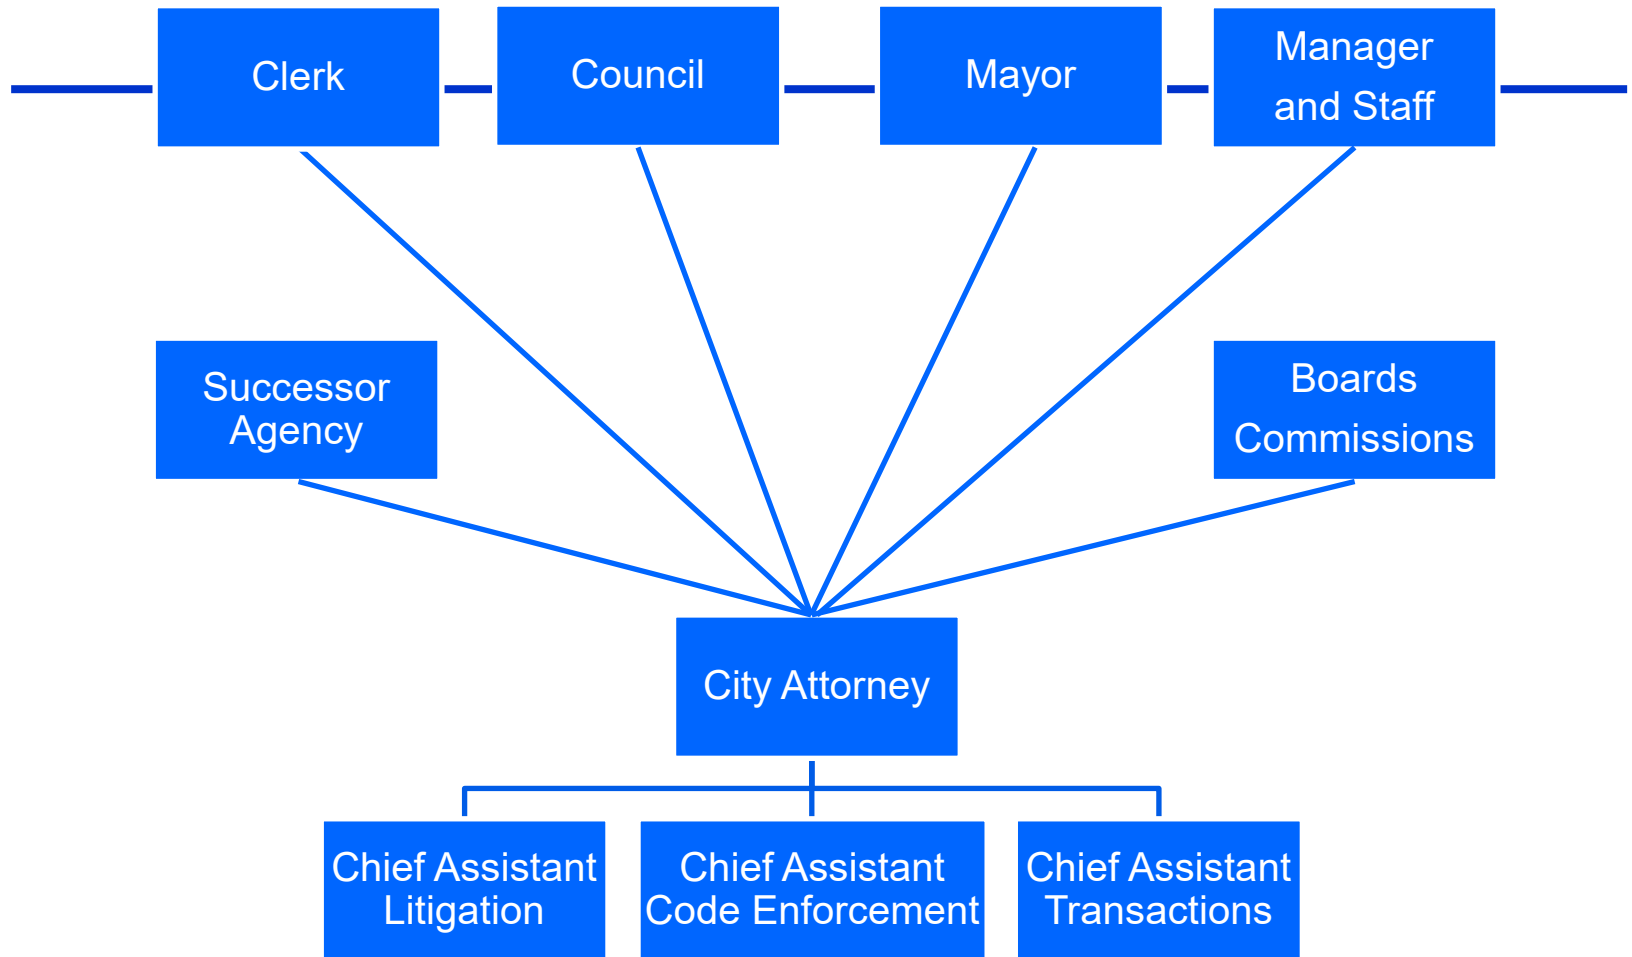 Clerk
Council
Mayor
Manager
and Staff
Successor
Agency
Boards
Commissions
City Attorney
Chief Assistant
Litigation
Chief Assistant
Code Enforcement
Chief Assistant
Transactions